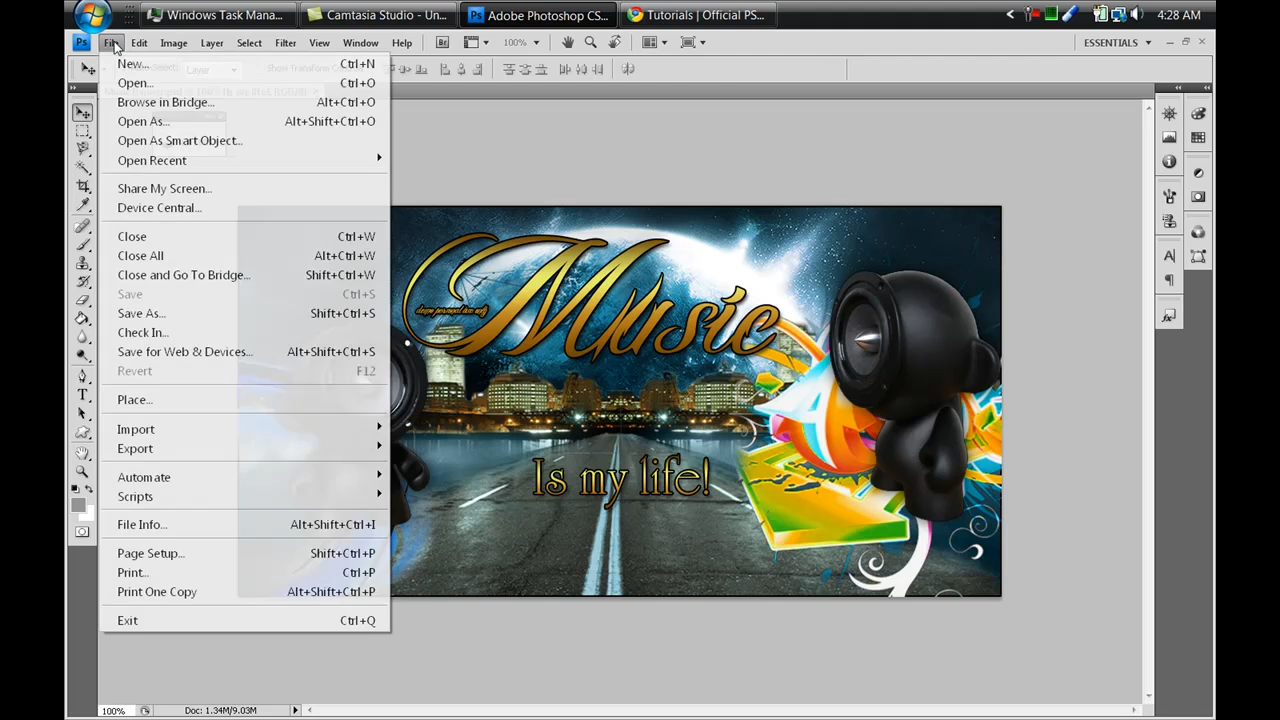 Windows Task Mana...
Camtasia Studio - Un...
Adobe Photoshop CS...
Tutorials | Official PS...
4:28 AM
Ps
File
Edit
Image
Layer
Select
Filter
View
Window
Help
Br
100%
ESSENTIALS
New... Ctrl+N
Open... Ctrl+O
Browse in Bridge... Alt+Ctrl+O
Open As... Alt+Shift+Ctrl+O
Open As Smart Object...
Open Recent
Share My Screen...
Device Central...
Close Ctrl+W
Close All Alt+W
Close and Go To Bridge... Shift+Ctrl+W
Save Ctrl+S
Save As... Shift+Ctrl+S
Check In...
Save for Web & Devices... Alt+Shift+Ctrl+S
Revert F12
Place...
Import
Export
Automate
Scripts
File Info... Alt+Shift+Ctrl+I
Page Setup... Shift+Ctrl+P
Print... Ctrl+P
Print One Copy Alt+Shift+Ctrl+P
Exit Ctrl+Q
Music
Is my life!
100%
Doc: 1.34M/9.03M